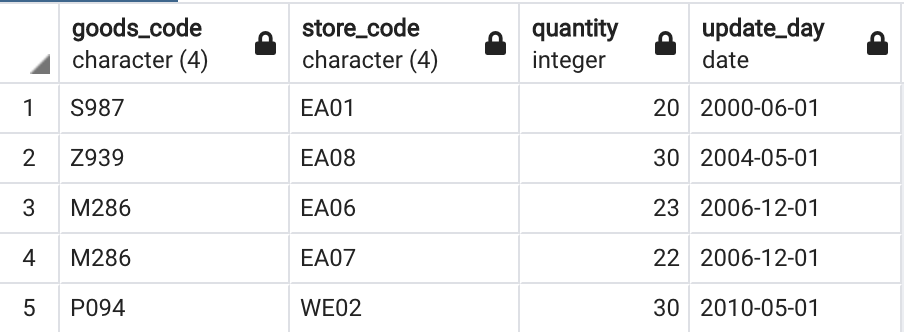 goods_code store_code quantity update_day
character (4) character (4) integer date
1 S987 EA01 20 2000-06-01
2 Z939 EA08 30 2004-05-01
3 M286 EA06 23 2006-12-01
4 M286 EA07 22 2006-12-01
5 P094 WE02 30 2010-05-01